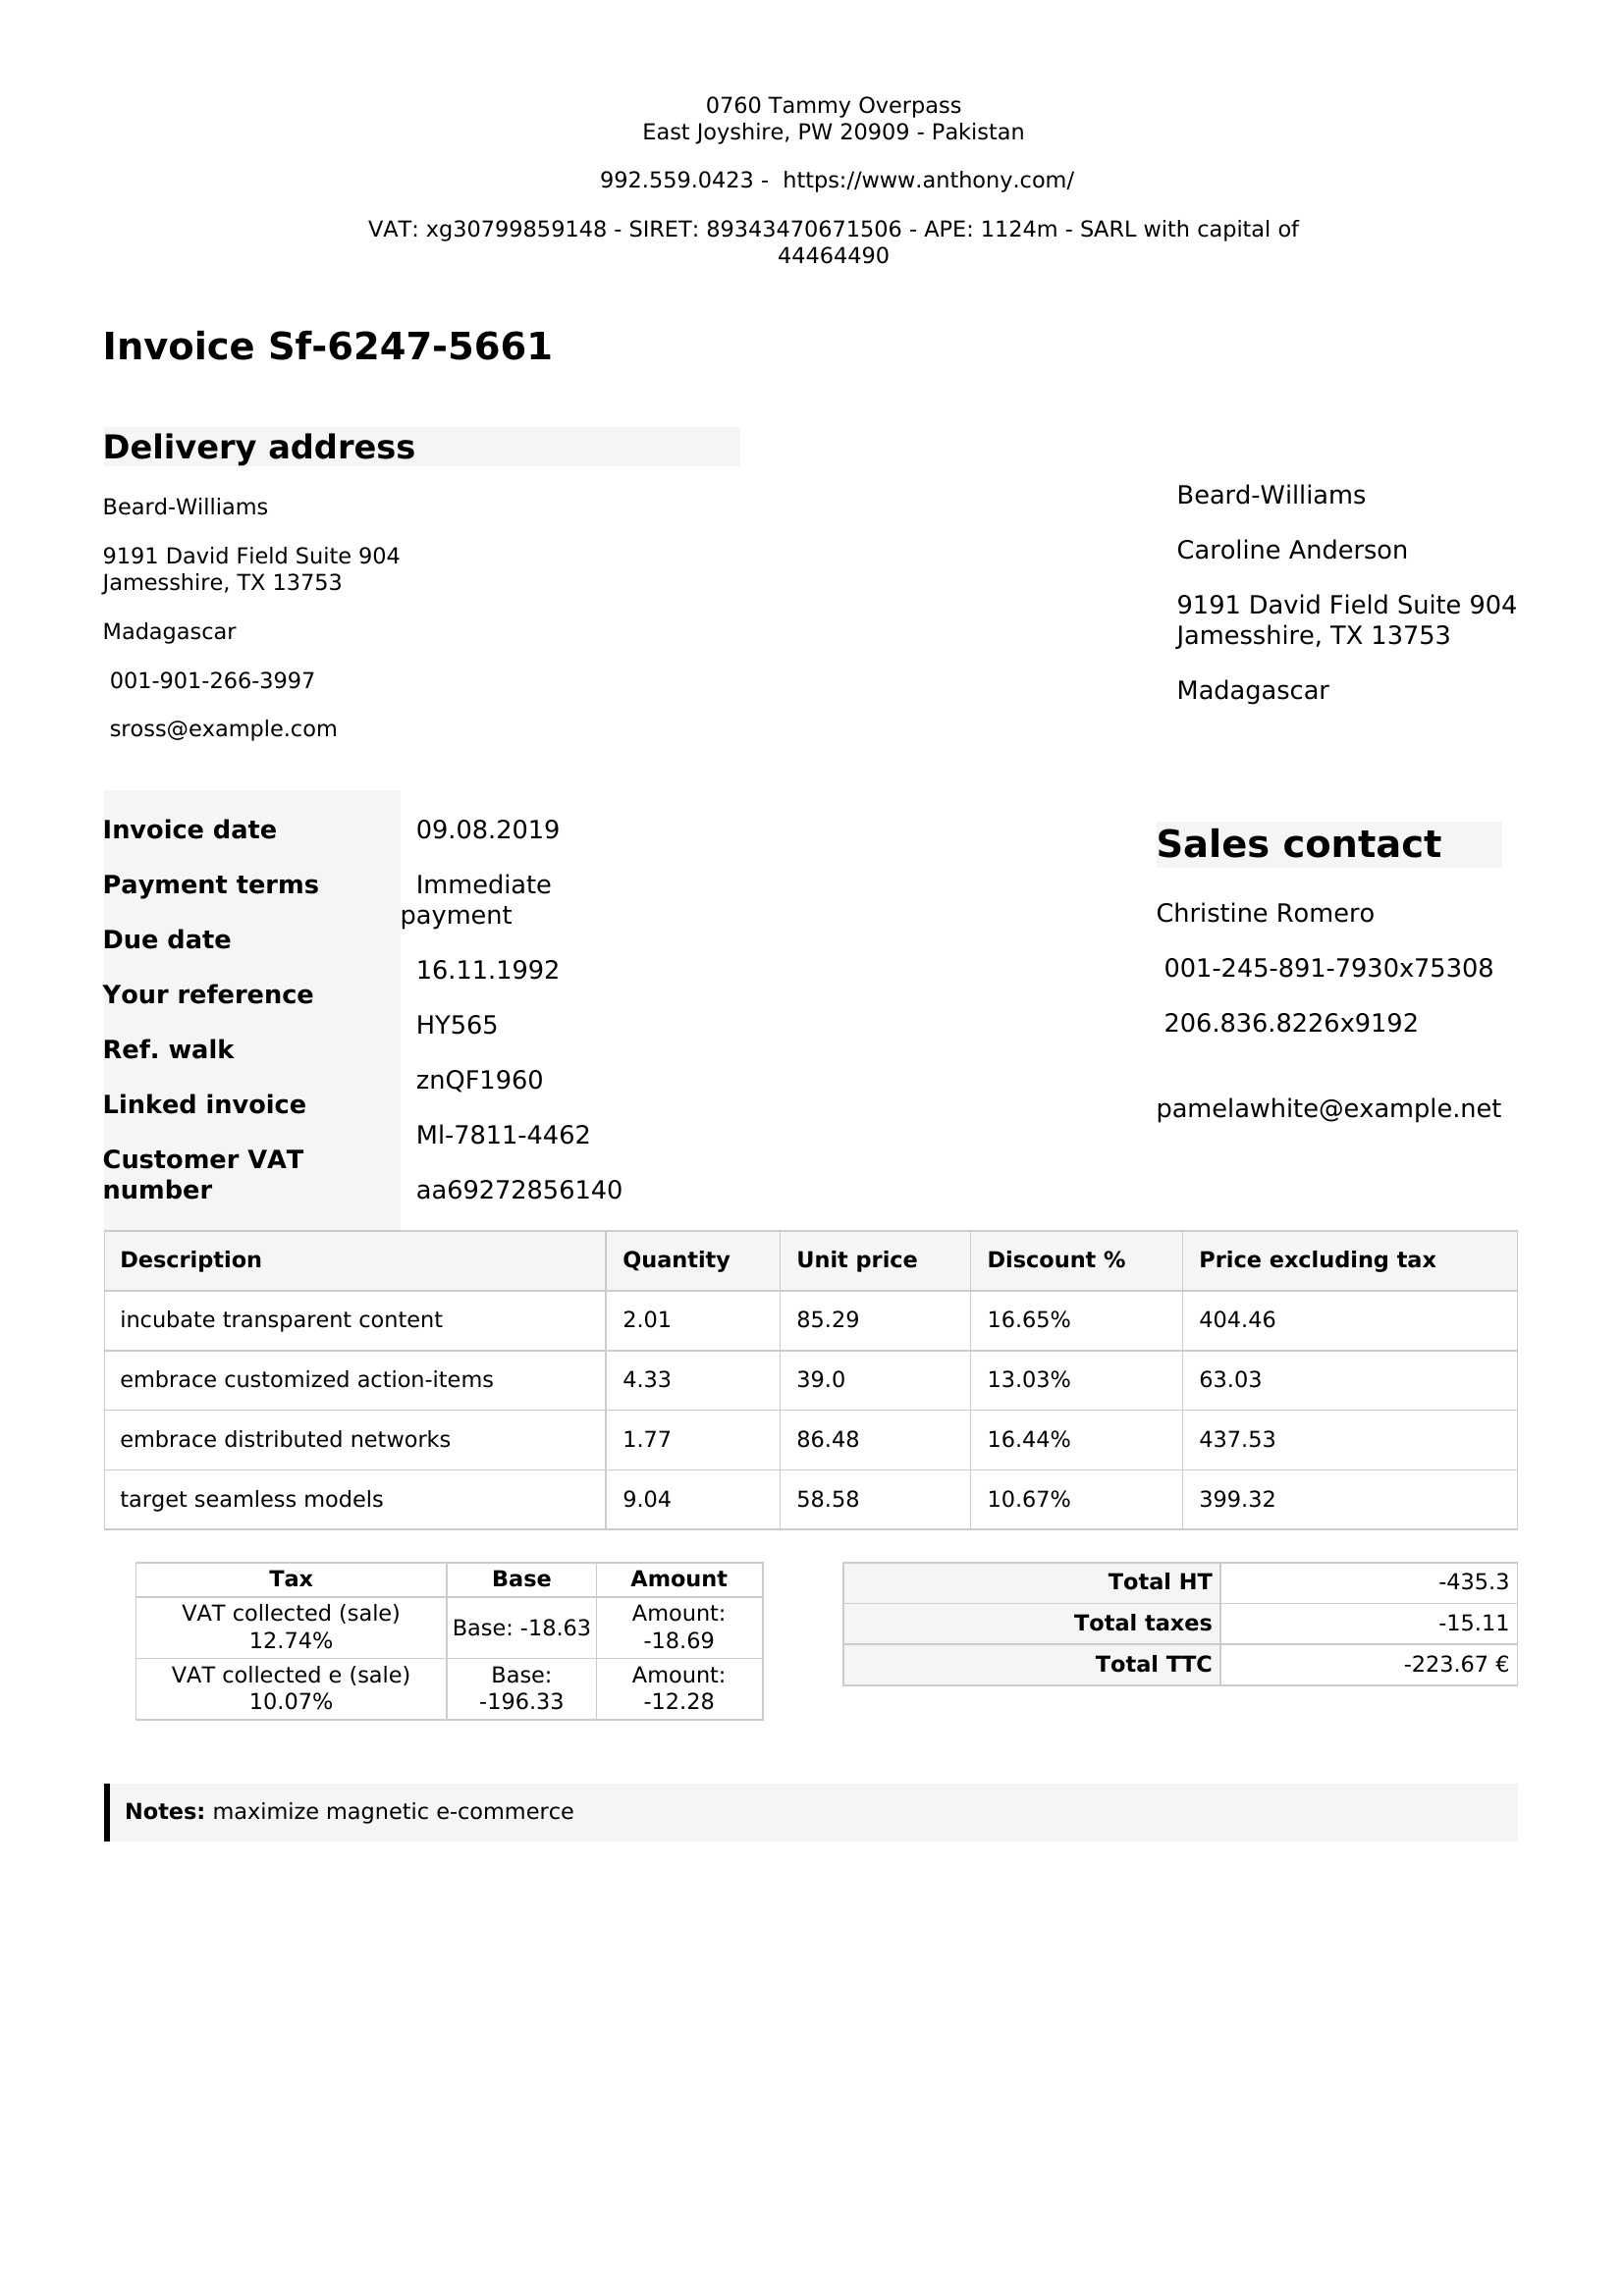 0760 Tammy Overpass
East Joyshire, PW 20909 - Pakistan
992.559.0423 - https://www.anthony.com/
VAT: xg30799859148 - SIRET: 89343470671506 - APE: 1124m - SARL with capital of
44464490
Invoice Sf-6247-5661
Delivery address
Beard-Williams
9191 David Field Suite 904
Jamesshire, TX 13753
Madagascar
001-901-266-3997
sross@example.com
Beard-Williams
Caroline Anderson
9191 David Field Suite 904
Jamesshire, TX 13753
Madagascar
Invoice date
Payment terms
Due date
Your reference
Ref. walk
Linked invoice
Customer VAT
number
09.08.2019
Immediate
payment
16.11.1992
HY565
znQF1960
Ml-7811-4462
aa69272856140
Sales contact
Christine Romero
001-245-891-7930x75308
206.836.8226x9192
pamelawhite@example.net
Description Quantity Unit price Discount % Price excluding tax
incubate transparent content 2.01 85.29 16.65% 404.46
embrace customized action-items 4.33 39.0 13.03% 63.03
embrace distributed networks 1.77 86.48 16.44% 437.53
target seamless models 9.04 58.58 10.67% 399.32
Tax Base Amount
VAT collected (sale)
12.74%
Base: -18.63
Amount:
-18.69
VAT collected e (sale)
10.07%
Base:
-196.33
Amount:
-12.28
Total HT -435.3
Total taxes -15.11
Total TTC -223.67 €
Notes: maximize magnetic e-commerce